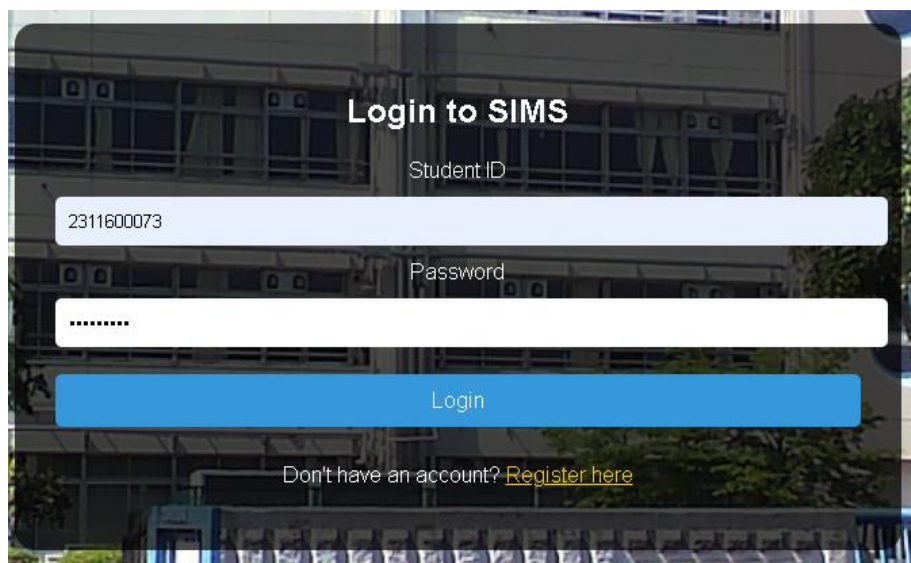 Login to SIMS
Student ID
2311600073
Password
•••••••••
Login
Don't have an account? Register here